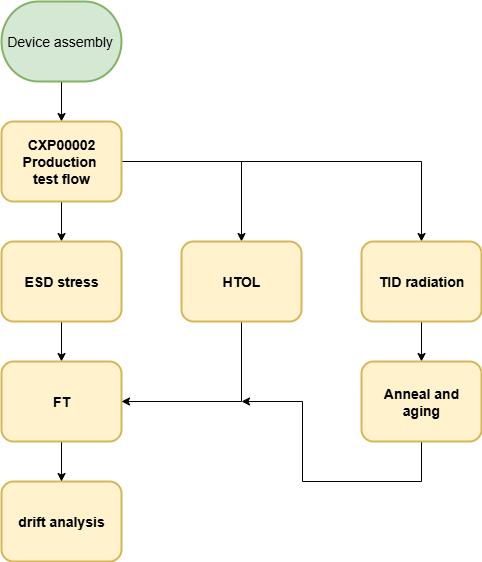 Device assembly
CXP00002
Production
test flow
ESD stress
HTOL
TID radiation
FT
Anneal and
aging
drift analysis